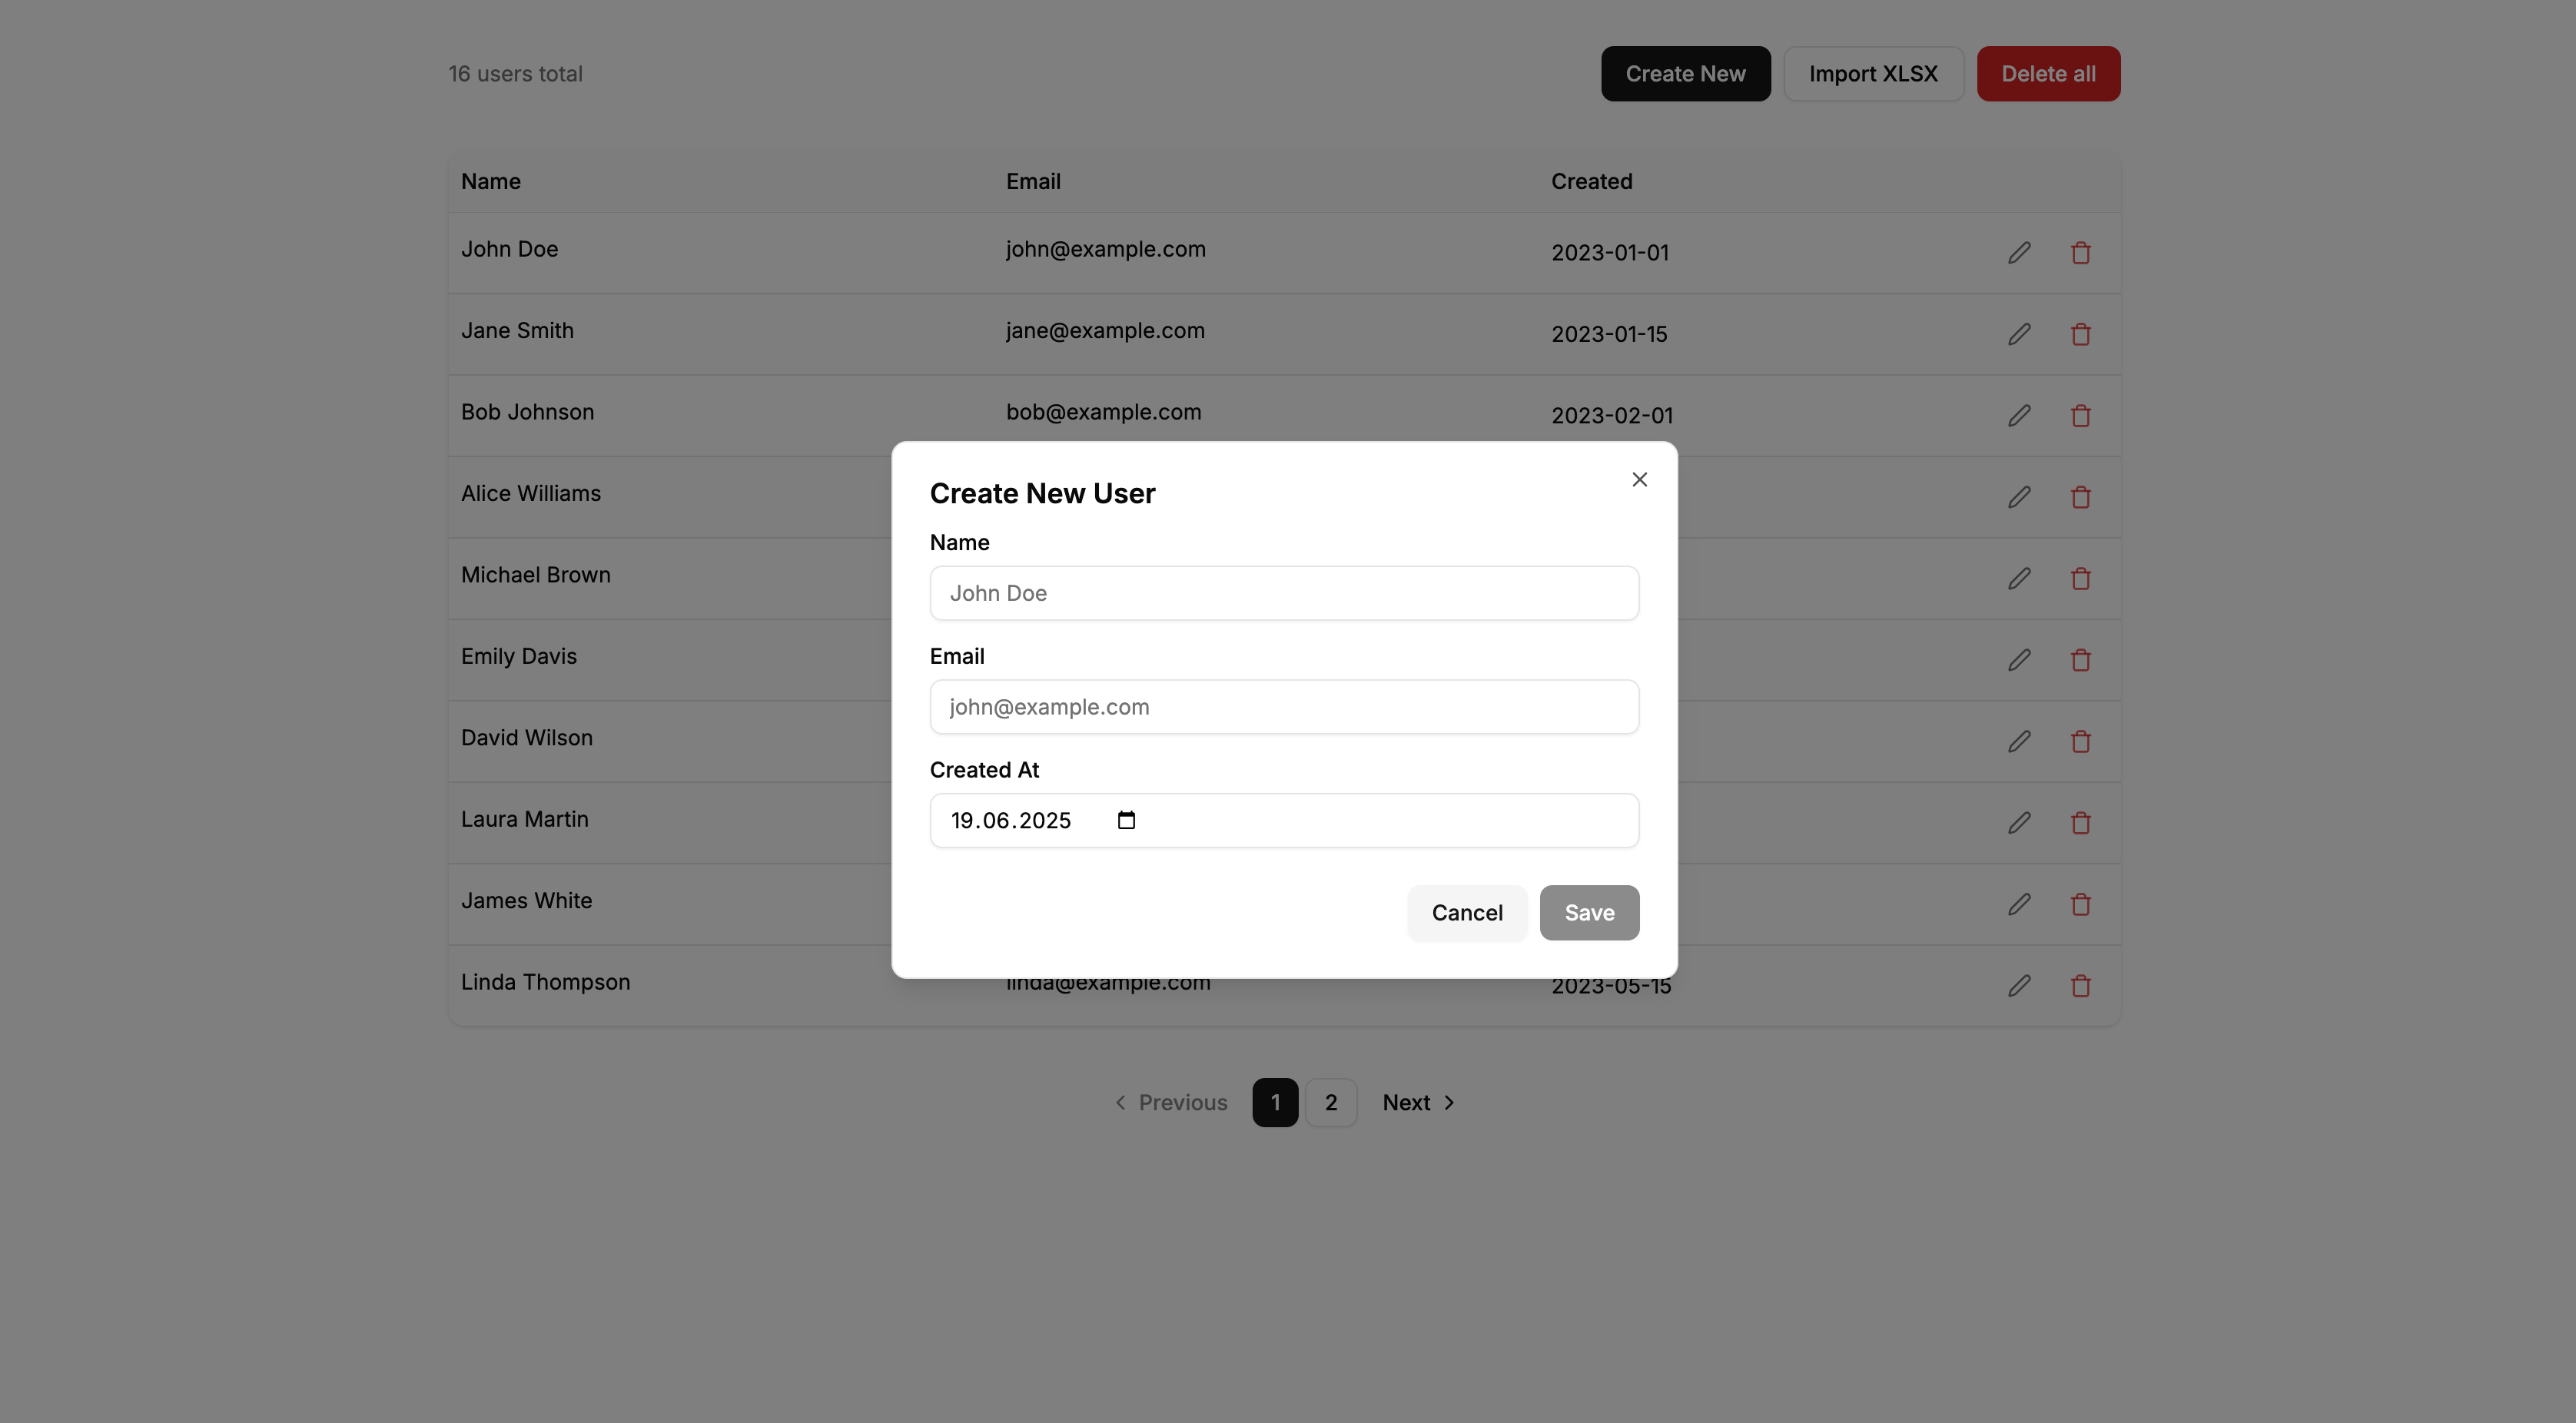 16 users total Create New Import XLSX Delete all
Name Email Created
John Doe john@example.com 2023-01-01
Jane Smith jane@example.com 2023-01-15
Bob Johnson bob@example.com 2023-02-01
Alice Williams
Michael Brown
Emily Davis
David Wilson
Laura Martin
James White
Linda Thompson linda@example.com 2023-05-15
Create New User
Name
John Doe
Email
john@example.com
Created At
19.06.2025
Cancel Save
Previous 1 2 Next